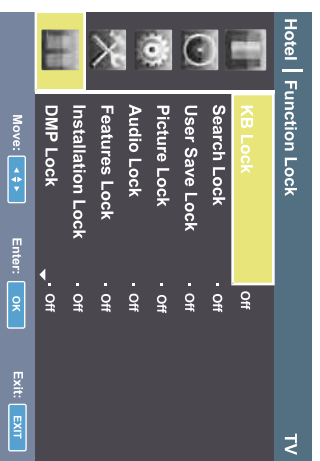 Hotel | Function Lock TV
KB Lock Off
Search Lock · Off
User Save Lock · Off
Picture Lock · Off
Audio Lock · Off
Features Lock · Off
Installation Lock · Off
DMP Lock · Off
Move: Enter: OK Exit: EXIT